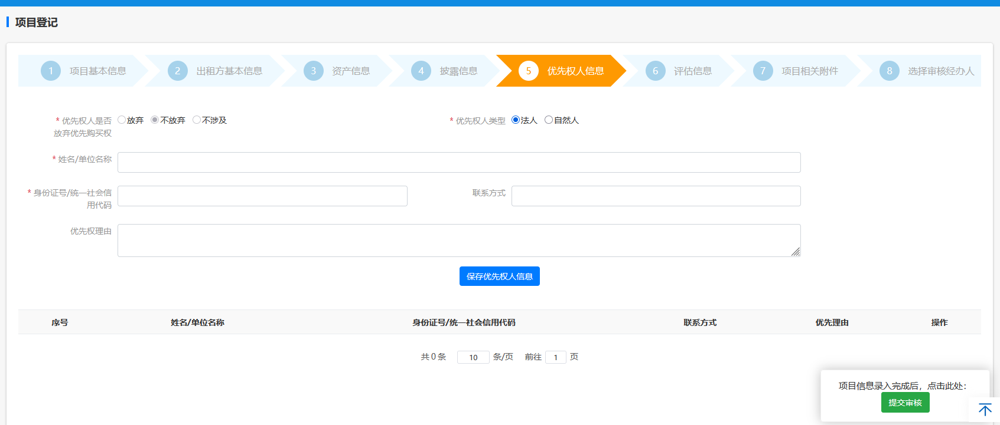 项目登记
1 项目基本信息 2 出租方基本信息 3 资产信息 4 披露信息 5 优先权人信息 6 评估信息 7 项目相关附件 8 选择审核经办人
* 优先权人是否 放弃 不放弃 不涉及 * 优先权人类型 法人 自然人
放弃优先购买权
* 姓名/单位名称
* 身份证号/统一社会信 联系方式
用代码
优先权理由
保存优先权人信息
序号 姓名/单位名称 身份证号/统一社会信用代码 联系方式 优先理由 操作
共 0 条 10 条/页 前往 1 页
项目信息录入完成后，点击此处：
提交审核